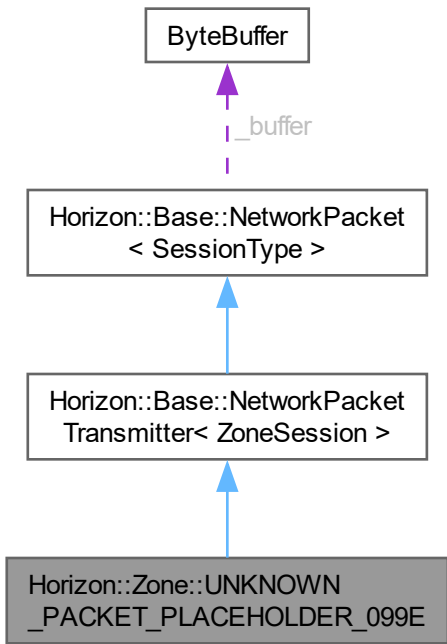 ByteBuffer
_buffer
Horizon::Base::NetworkPacket
< SessionType >
Horizon::Base::NetworkPacket
Transmitter< ZoneSession >
Horizon::Zone::UNKNOWN
_PACKET_PLACEHOLDER_099E